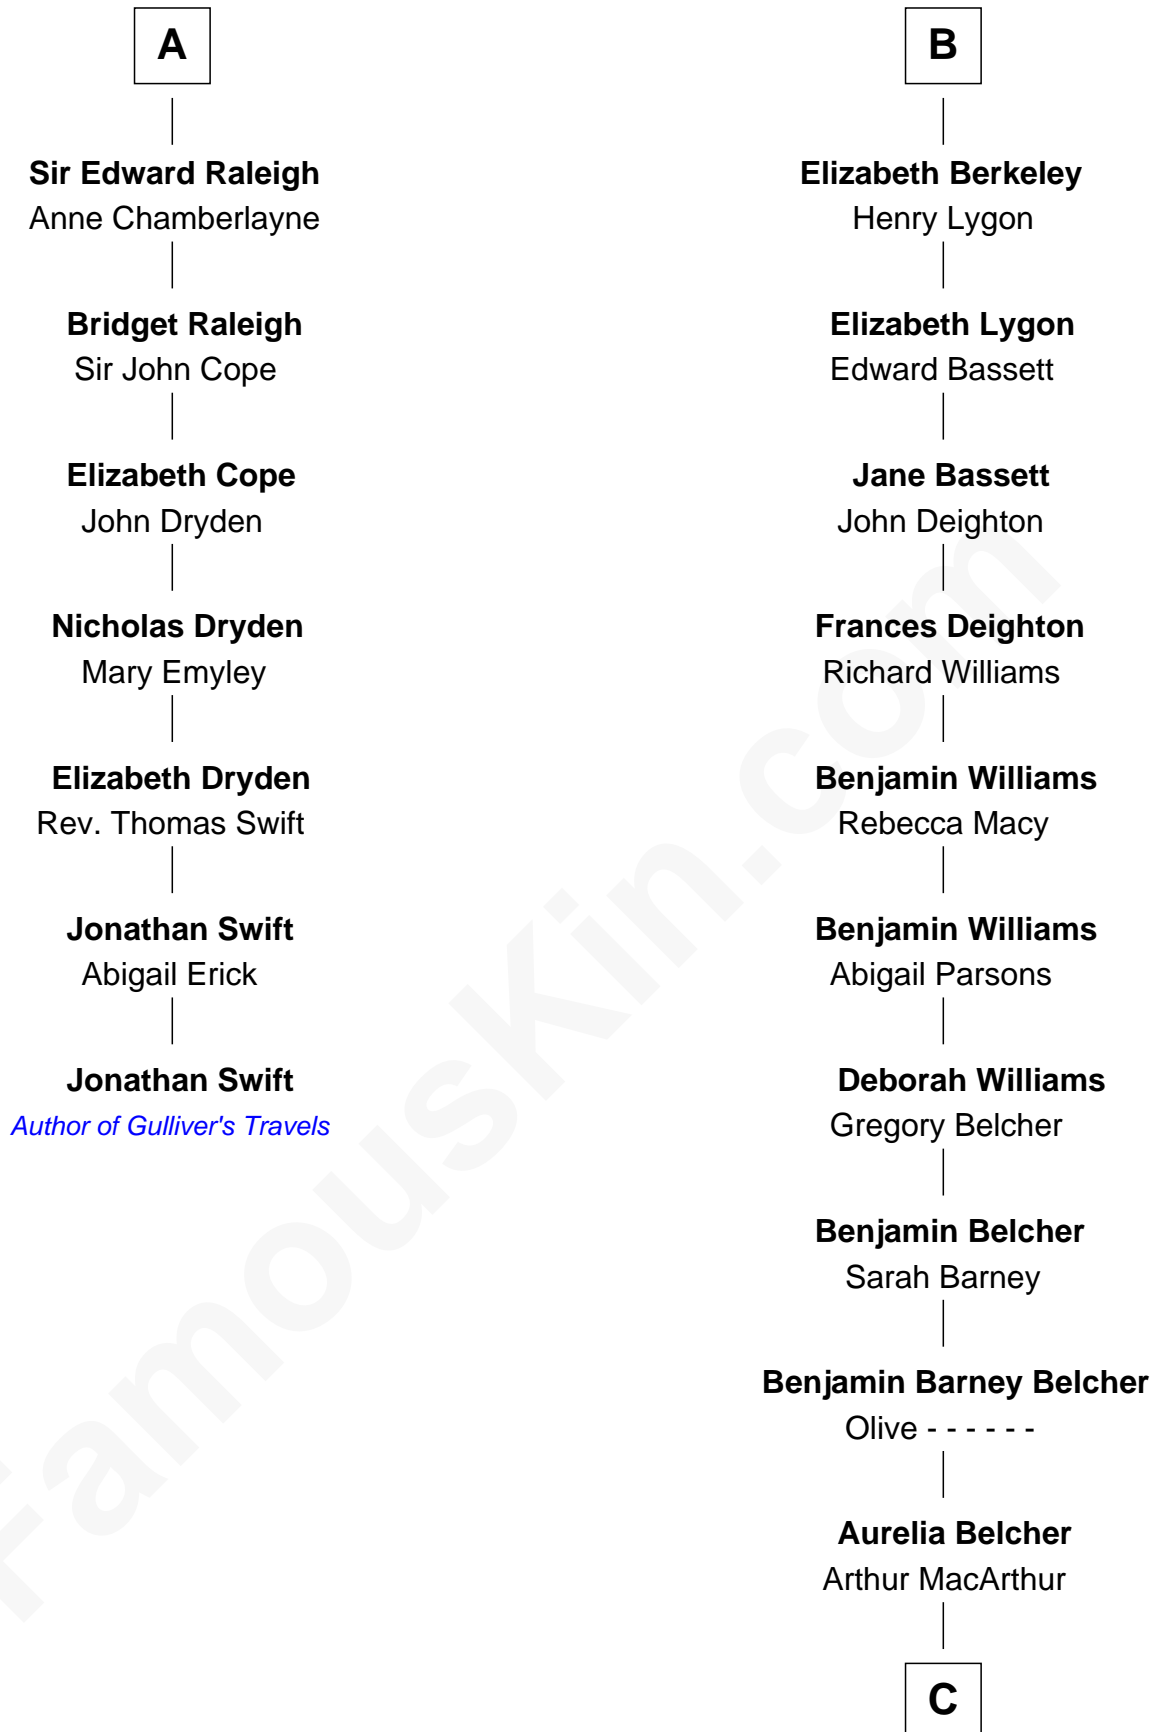 A
Sir Edward Raleigh
Anne Chamberlayne
Bridget Raleigh
Sir John Cope
Elizabeth Cope
John Dryden
Nicholas Dryden
Mary Emyley
Elizabeth Dryden
Rev. Thomas Swift
Jonathan Swift
Abigail Erick
Jonathan Swift
Author of Gulliver's Travels
B
Elizabeth Berkeley
Henry Lygon
Elizabeth Lygon
Edward Bassett
Jane Bassett
John Deighton
Frances Deighton
Richard Williams
Benjamin Williams
Rebecca Macy
Benjamin Williams
Abigail Parsons
Deborah Williams
Gregory Belcher
Benjamin Belcher
Sarah Barney
Benjamin Barney Belcher
Olive - - - - - -
Aurelia Belcher
Arthur MacArthur
C
FamousKin.com